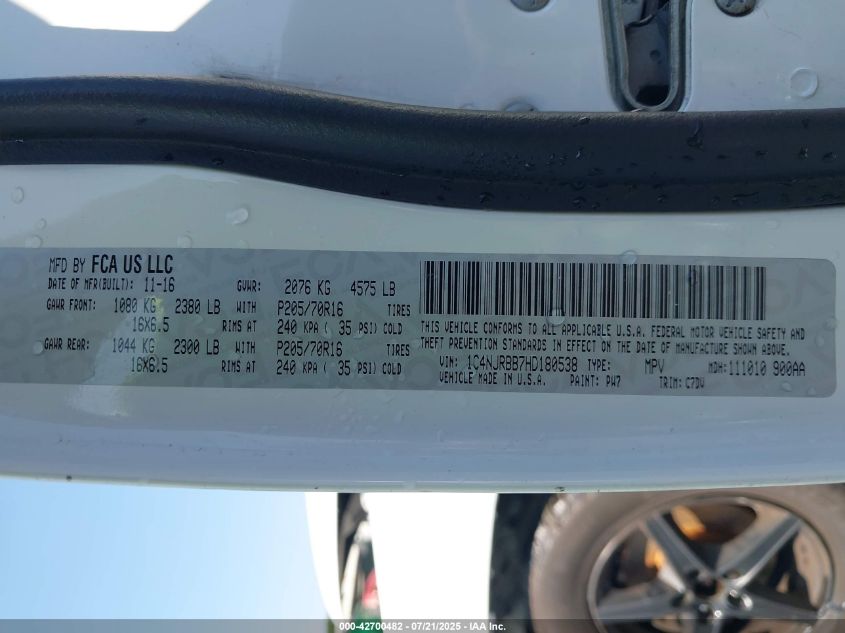 MFD BY FCA US LLC
DATE OF MFR(BUILT): 11-16 GVWR: 2076 KG 4575 LB
GAWR FRONT: 1080 KG 2380 LB WITH P205/70R16 TIRES
16X6.5 RIMS AT 240 KPA ( 35 PSI) COLD
GAWR REAR: 1044 KG 2300 LB WITH P205/70R16 TIRES
16X6.5 RIMS AT 240 KPA ( 35 PSI) COLD
THIS VEHICLE CONFORMS TO ALL APPLICABLE U.S.A. FEDERAL MOTOR VEHICLE SAFETY AND
THEFT PREVENTION STANDARDS IN EFFECT ON THE DATE OF MANUFACTURE SHOWN ABOVE.
VIN: 1C4NJRBB7HD180538 TYPE: MPV MDH: 111010 900AA
VEHICLE MADE IN U.S.A. PAINT: PW7 TRIM: C7DV
000-42700482 - 07/21/2025 - IAA, Inc.